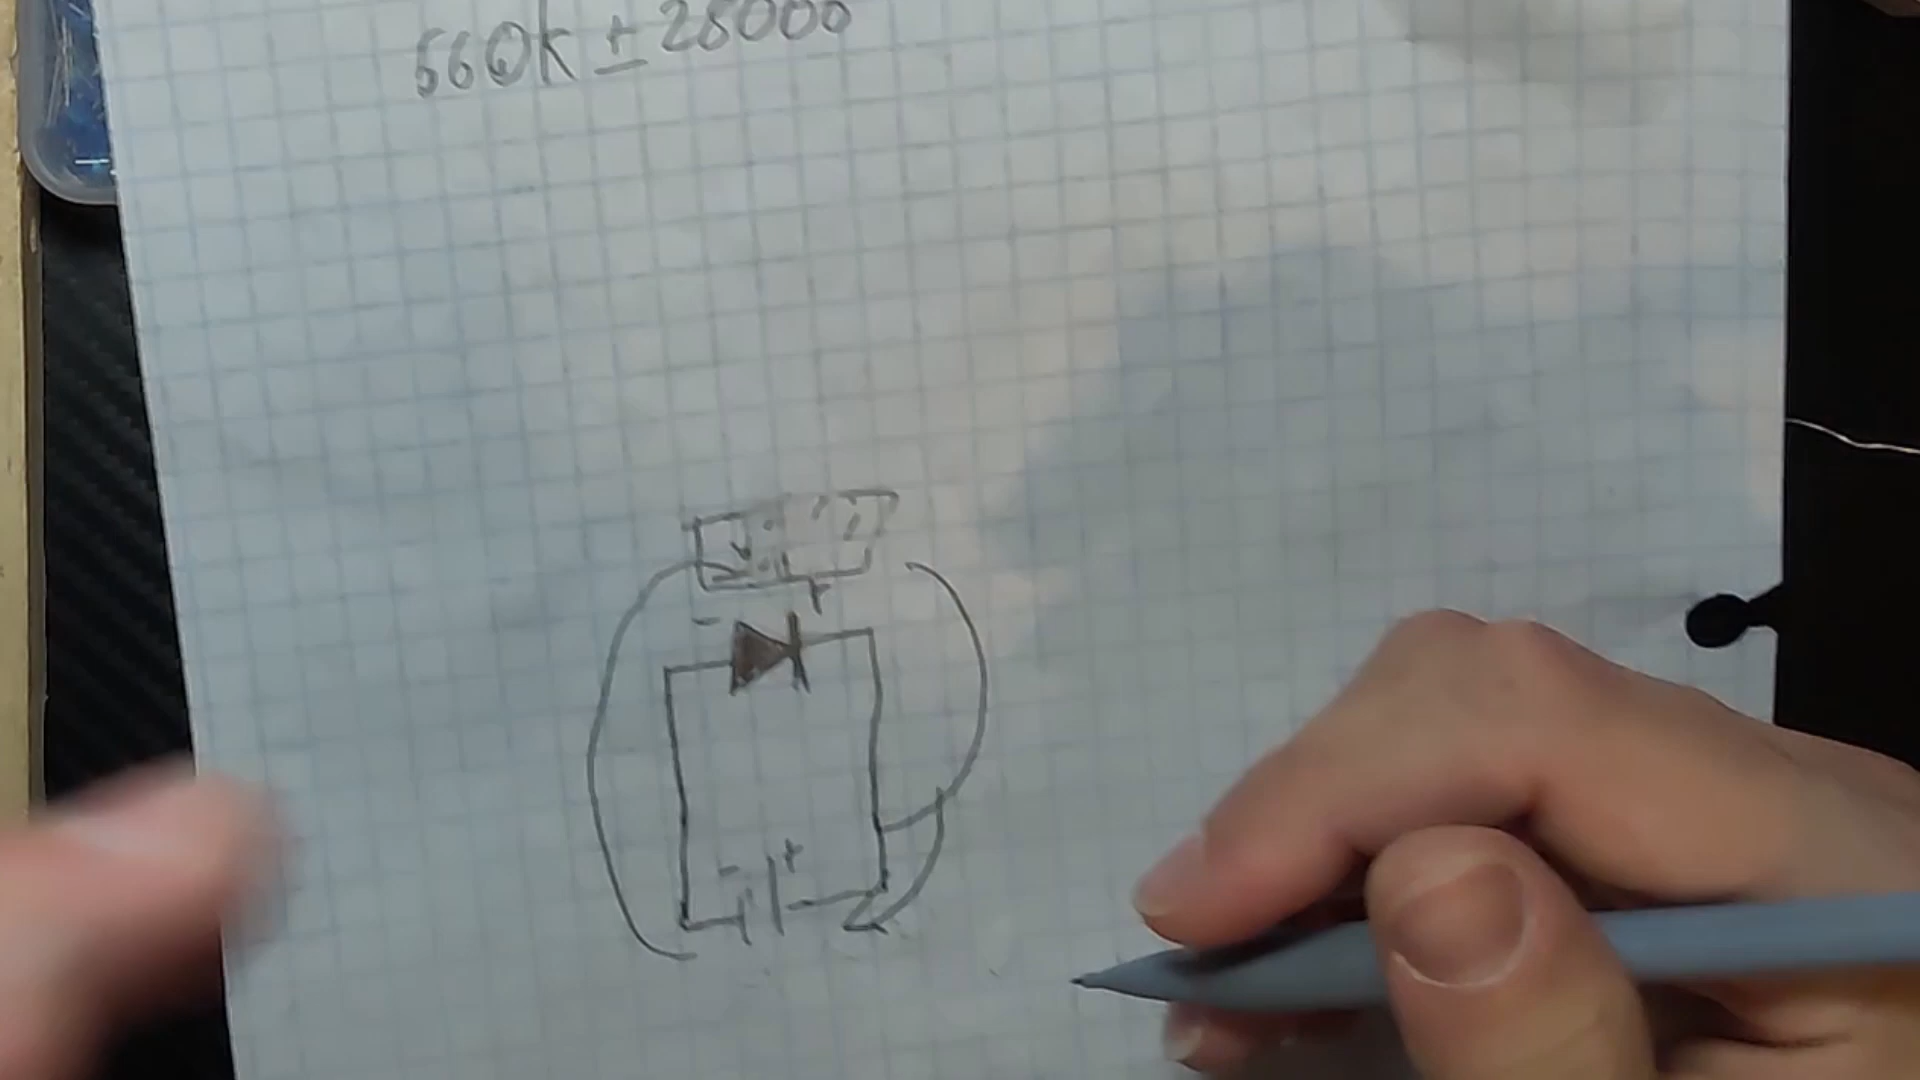 560k ± 28000
- +
- +